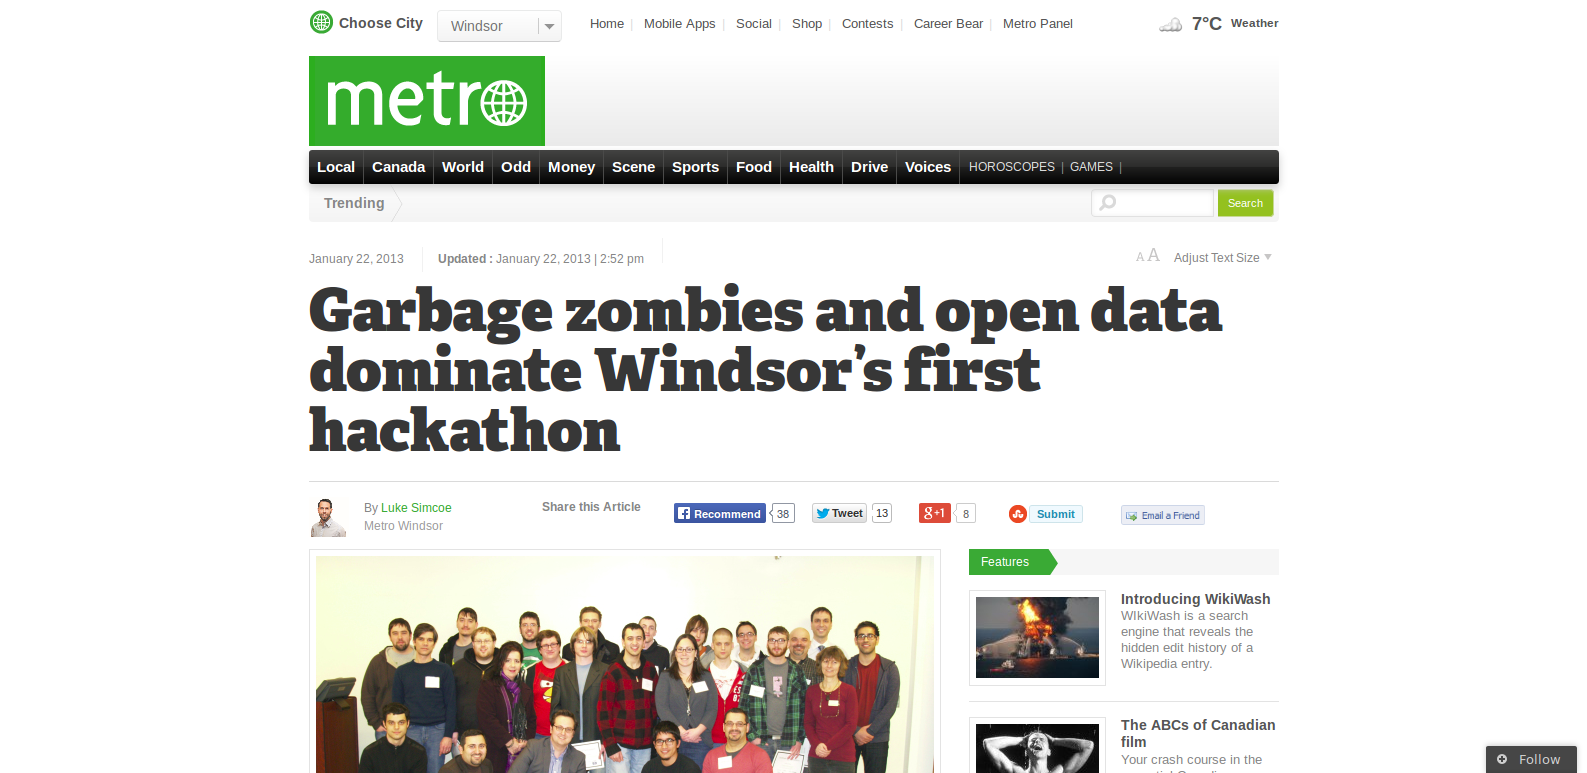 Choose City
Windsor
Home | Mobile Apps | Social | Shop | Contests | Career Bear | Metro Panel
7°C Weather
metro
Local Canada World Odd Money Scene Sports Food Health Drive Voices HOROSCOPES | GAMES |
Trending
Search
January 22, 2013
Updated : January 22, 2013 | 2:52 pm
A A Adjust Text Size
Garbage zombies and open data
dominate Windsor’s first
hackathon
By Luke Simcoe
Metro Windsor
Share this Article
Recommend 38
Tweet 13
g+1 8
Submit
Email a Friend
Features
Introducing WikiWash
WIkiWash is a search
engine that reveals the
hidden edit history of a
Wikipedia entry.
The ABCs of Canadian
film
Your crash course in the
Follow